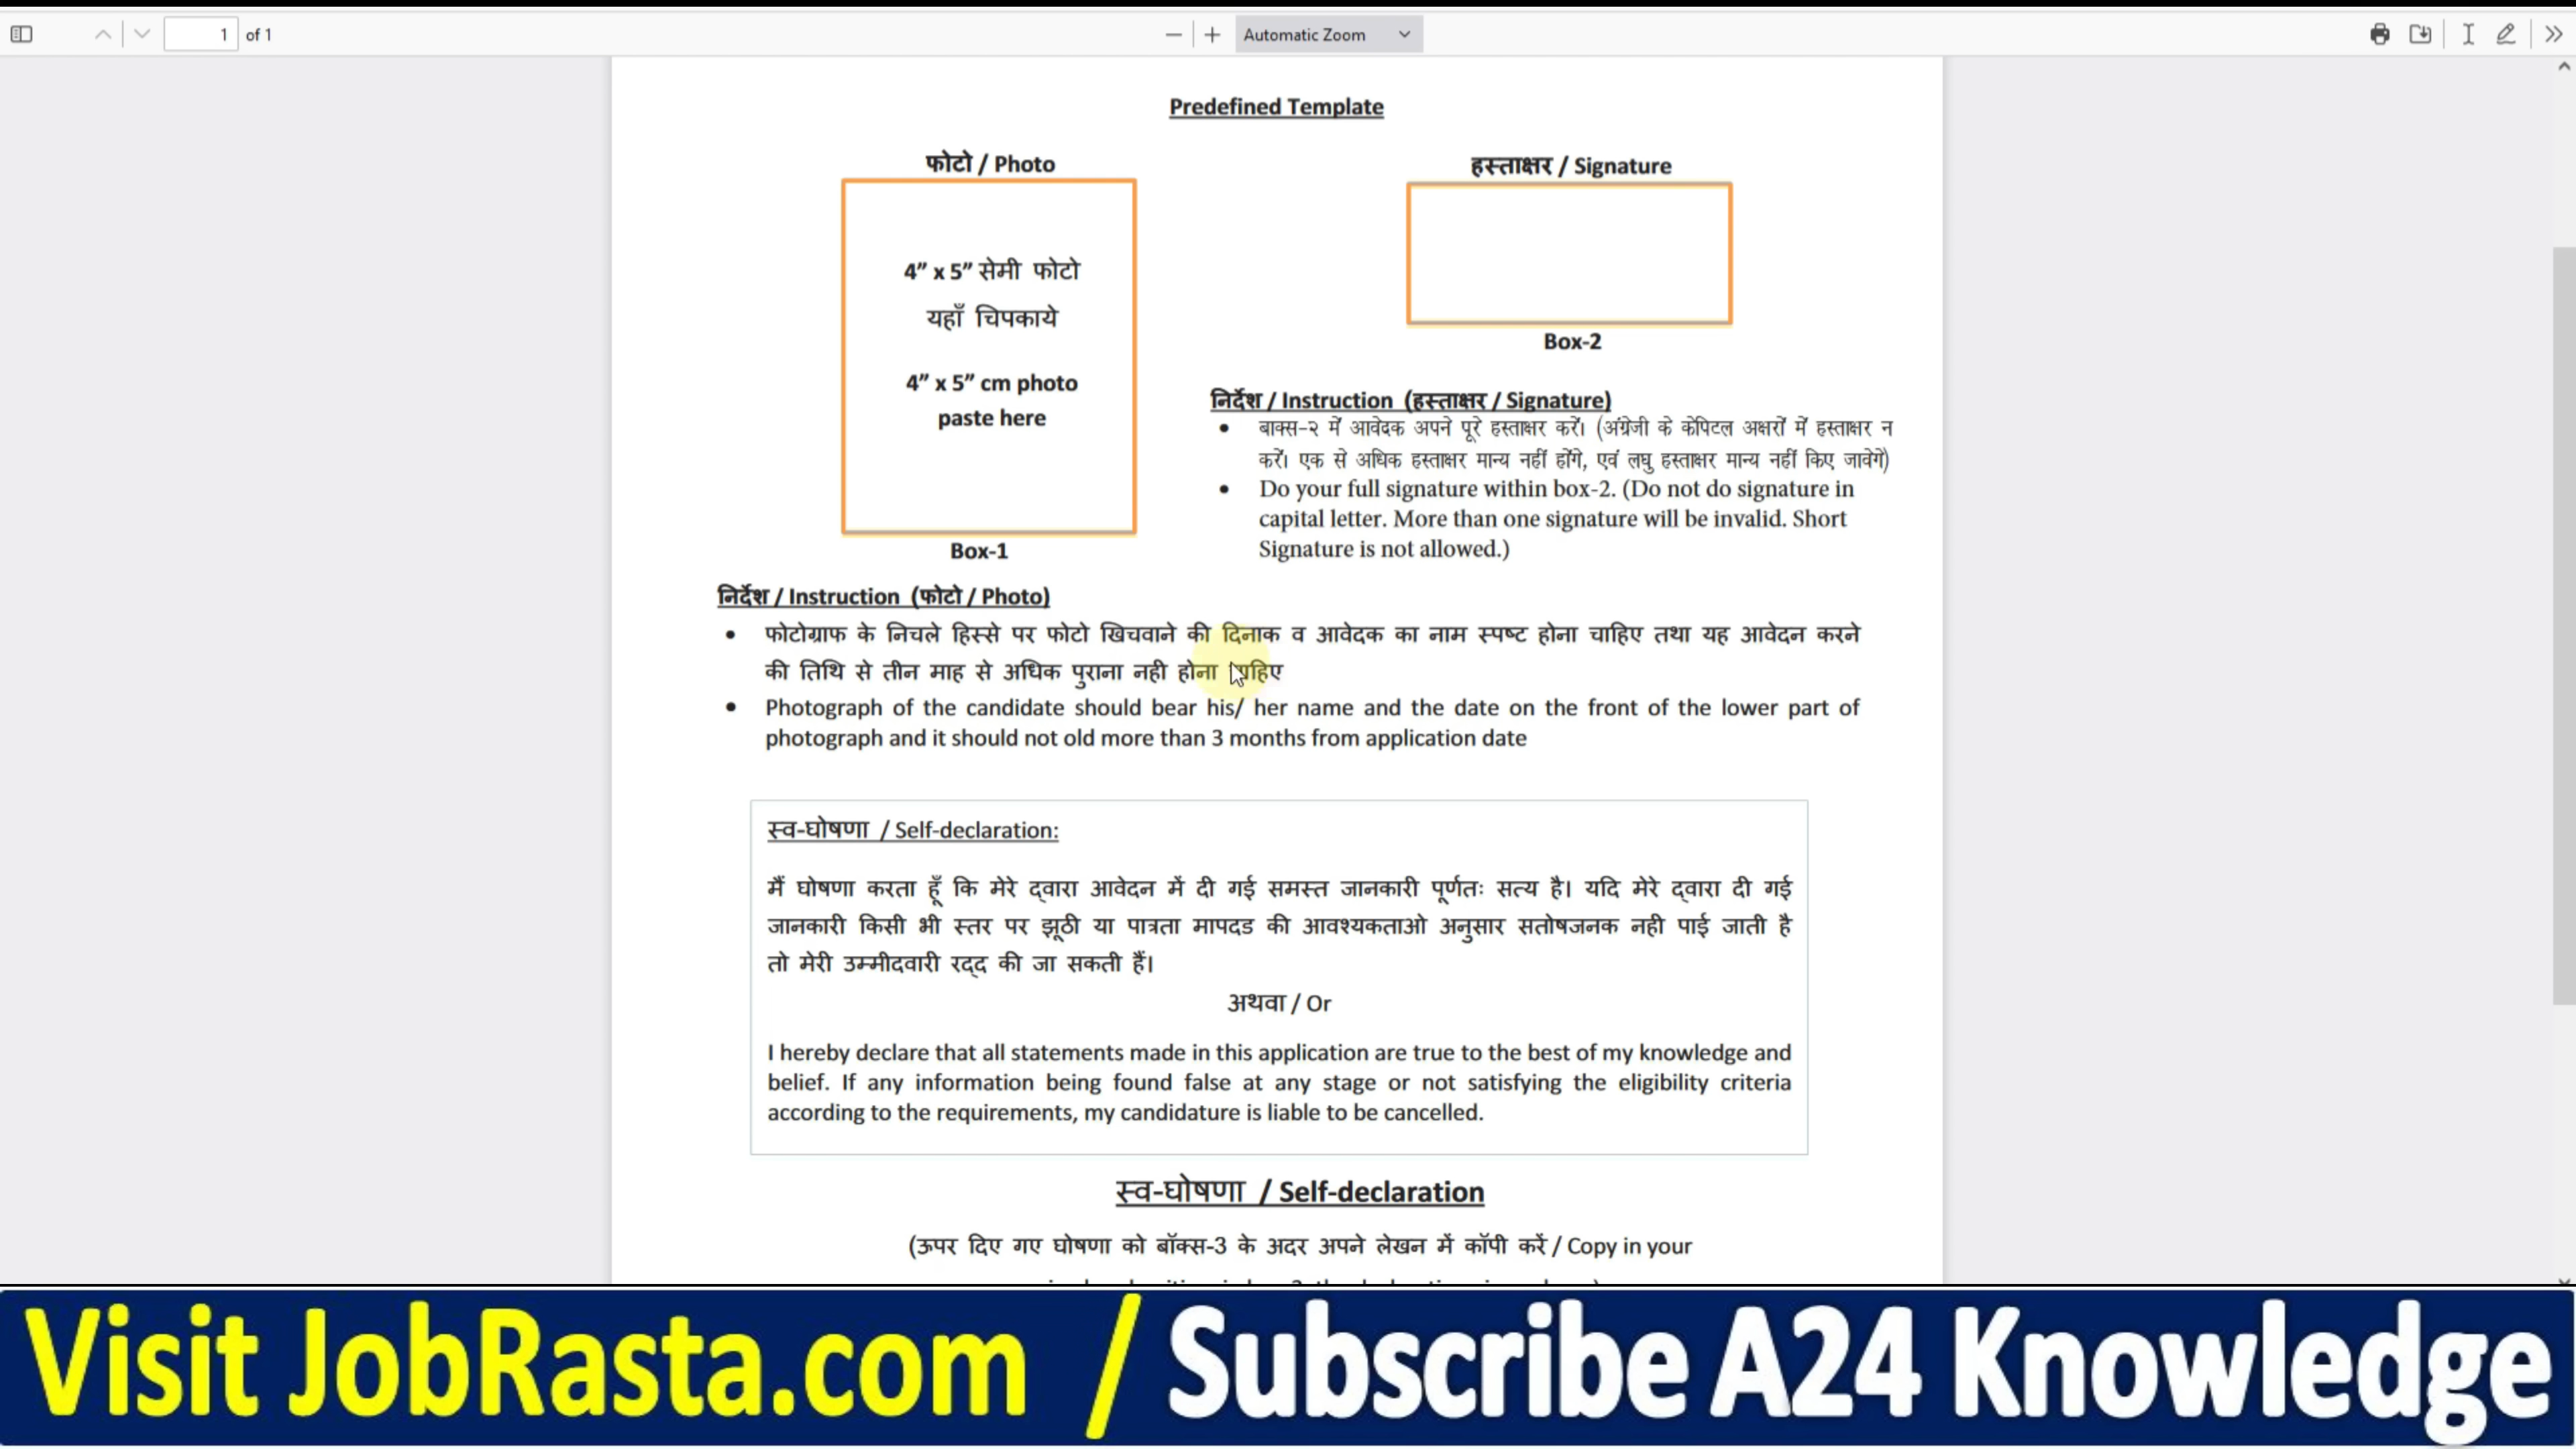 1 of 1
Automatic Zoom
Predefined Template
फोटो / Photo
4” x 5” सेमी फोटो
यहाँ चिपकाये
4” x 5” cm photo
paste here
Box-1
हस्ताक्षर / Signature
Box-2
निर्देश / Instruction (हस्ताक्षर / Signature)
• बाक्स-२ में आवेदक अपने पूरे हस्ताक्षर करें। (अंग्रेजी के केपिटल अक्षरों में हस्ताक्षर न
करें। एक से अधिक हस्ताक्षर मान्य नहीं होंगे, एवं लघु हस्ताक्षर मान्य नहीं किए जावेगें)
• Do your full signature within box-2. (Do not do signature in
capital letter. More than one signature will be invalid. Short
Signature is not allowed.)
निर्देश / Instruction (फोटो / Photo)
• फोटोग्राफ के निचले हिस्से पर फोटो खिचवाने की दिनाक व आवेदक का नाम स्पष्ट होना चाहिए तथा यह आवेदन करने
की तिथि से तीन माह से अधिक पुराना नही होना चाहिए
• Photograph of the candidate should bear his/ her name and the date on the front of the lower part of
photograph and it should not old more than 3 months from application date
स्व-घोषणा / Self-declaration:
मैं घोषणा करता हूँ कि मेरे द्वारा आवेदन में दी गई समस्त जानकारी पूर्णतः सत्य है। यदि मेरे द्वारा दी गई
जानकारी किसी भी स्तर पर झूठी या पात्रता मापदड की आवश्यकताओ अनुसार सतोषजनक नही पाई जाती है
तो मेरी उम्मीदवारी रद्द की जा सकती हैं।
अथवा / Or
I hereby declare that all statements made in this application are true to the best of my knowledge and
belief. If any information being found false at any stage or not satisfying the eligibility criteria
according to the requirements, my candidature is liable to be cancelled.
स्व-घोषणा / Self-declaration
(ऊपर दिए गए घोषणा को बॉक्स-3 के अदर अपने लेखन में कॉपी करें / Copy in your
Visit JobRasta.com / Subscribe A24 Knowledge